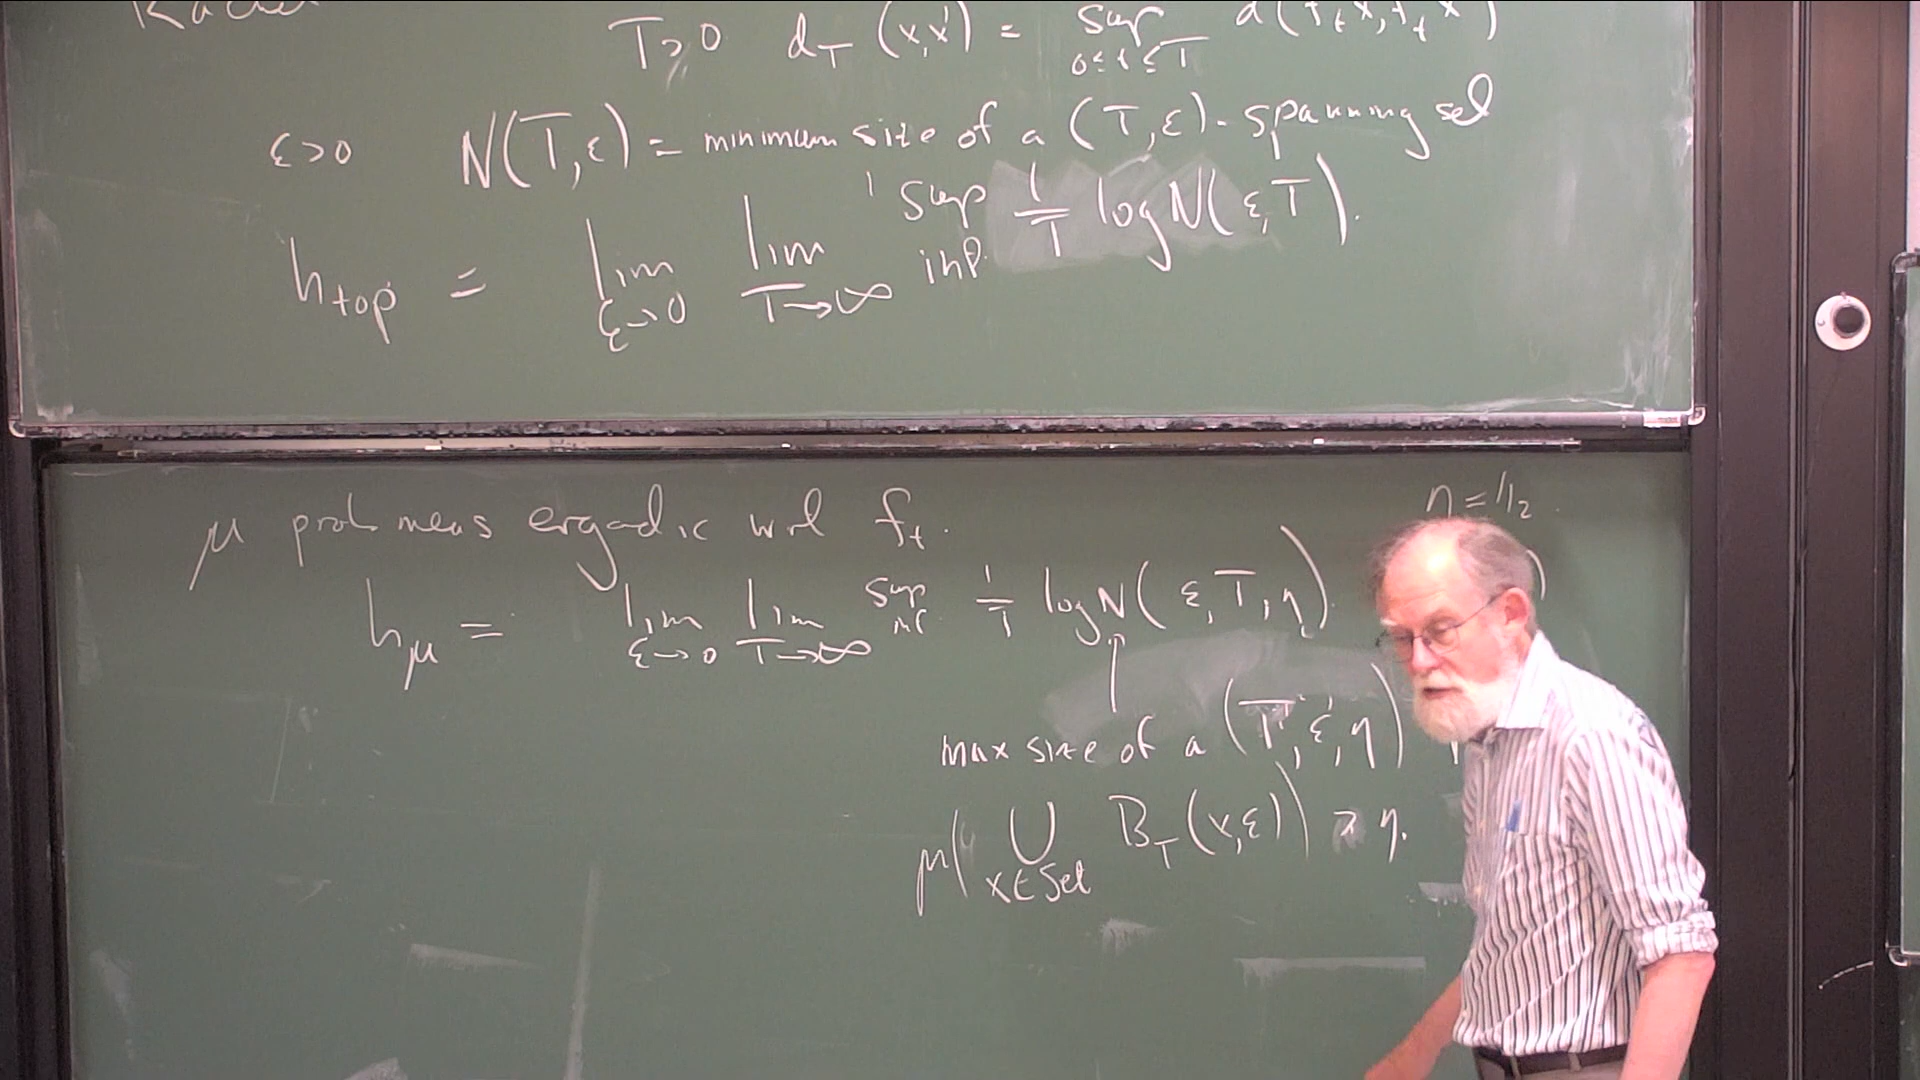 T>0 d_T (x,x') = sup_{0≤t≤T} d(f_t x, f_t x')
ε>0 N(T,ε) = minimum size of a (T,ε)-spanning set
h_top = lim_{ε→0} lim_{T→∞} sup inf 1/T log N(ε,T).
η = 1/2.
μ prob meas ergodic wrt f_t.
h_μ = lim_{ε→0} lim_{T→∞} sup inf 1/T log N(ε,T,η).
max size of a (T,ε,η)
μ(⋃_{x∈Set} B_T(x,ε)) ≥ η.